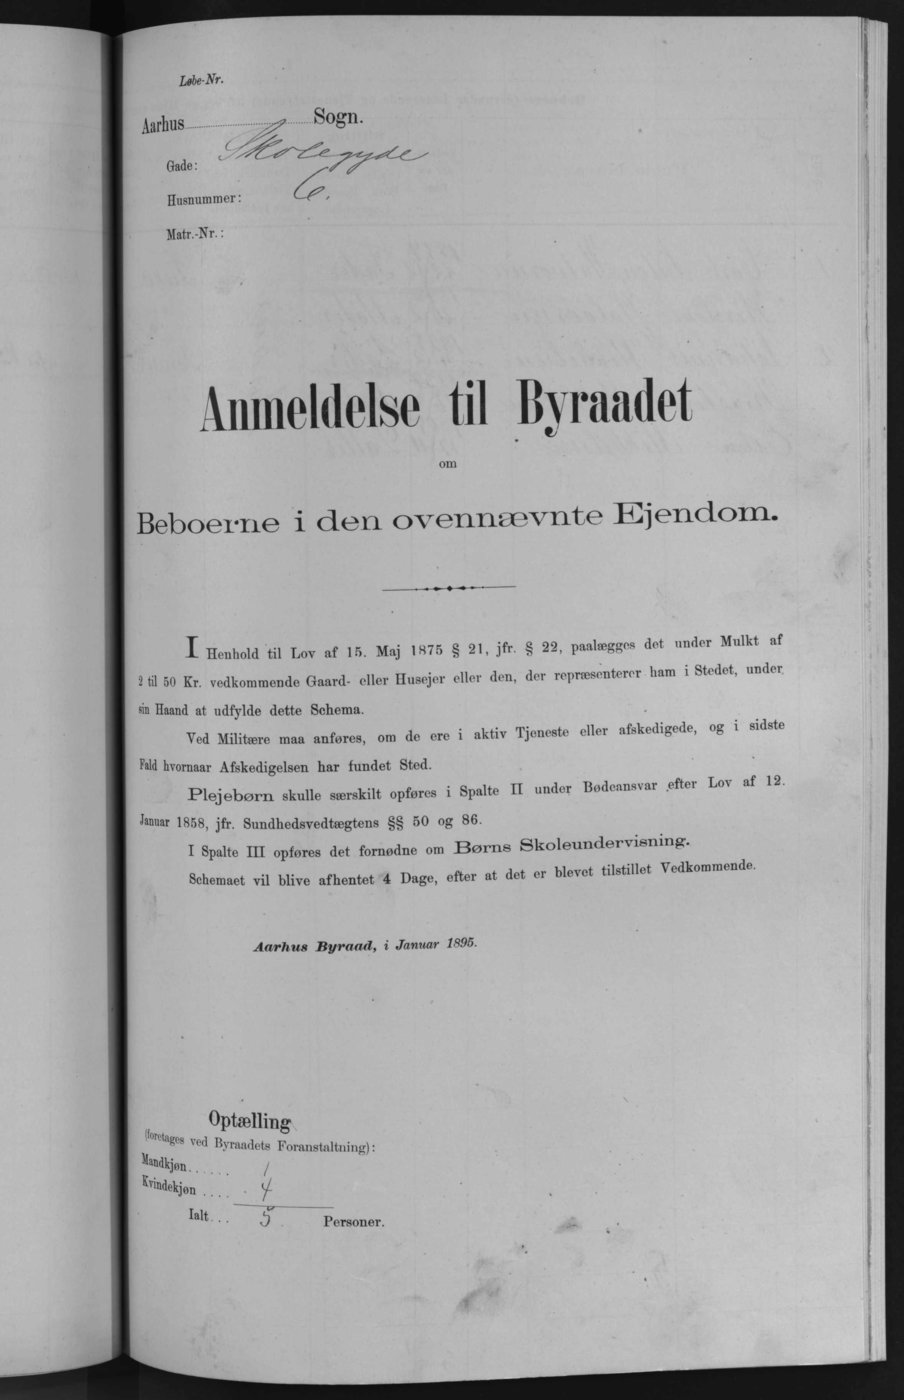 Løbe-Nr.
Aarhus Sogn.
Gade: Skolegyde
Husnummer: 6.
Matr.-Nr.:
Anmeldelse til Byraadet
om
Beboerne i den ovennævnte Ejendom.
I Henhold til Lov af 15. Maj 1875 § 21, jfr. § 22, paalægges det under Mulkt af
2 til 50 Kr. vedkommende Gaard- eller Husejer eller den, der repræsenterer ham i Stedet, under
sin Haand at udfylde dette Schema.
Ved Militære maa anføres, om de ere i aktiv Tjeneste eller afskedigede, og i sidste
Fald hvornaar Afskedigelsen har fundet Sted.
Plejebørn skulle særskilt opføres i Spalte II under Bødeansvar efter Lov af 12.
Januar 1858, jfr. Sundhedsvedtægtens §§ 50 og 86.
I Spalte III opføres det fornødne om Børns Skoleundervisning.
Schemaet vil blive afhentet 4 Dage, efter at det er blevet tilstillet Vedkommende.
Aarhus Byraad, i Januar 1895.
Optælling
(foretages ved Byraadets Foranstaltning):
Mandkjøn...... 1
Kvindekjøn .... 4
Ialt... 5 Personer.